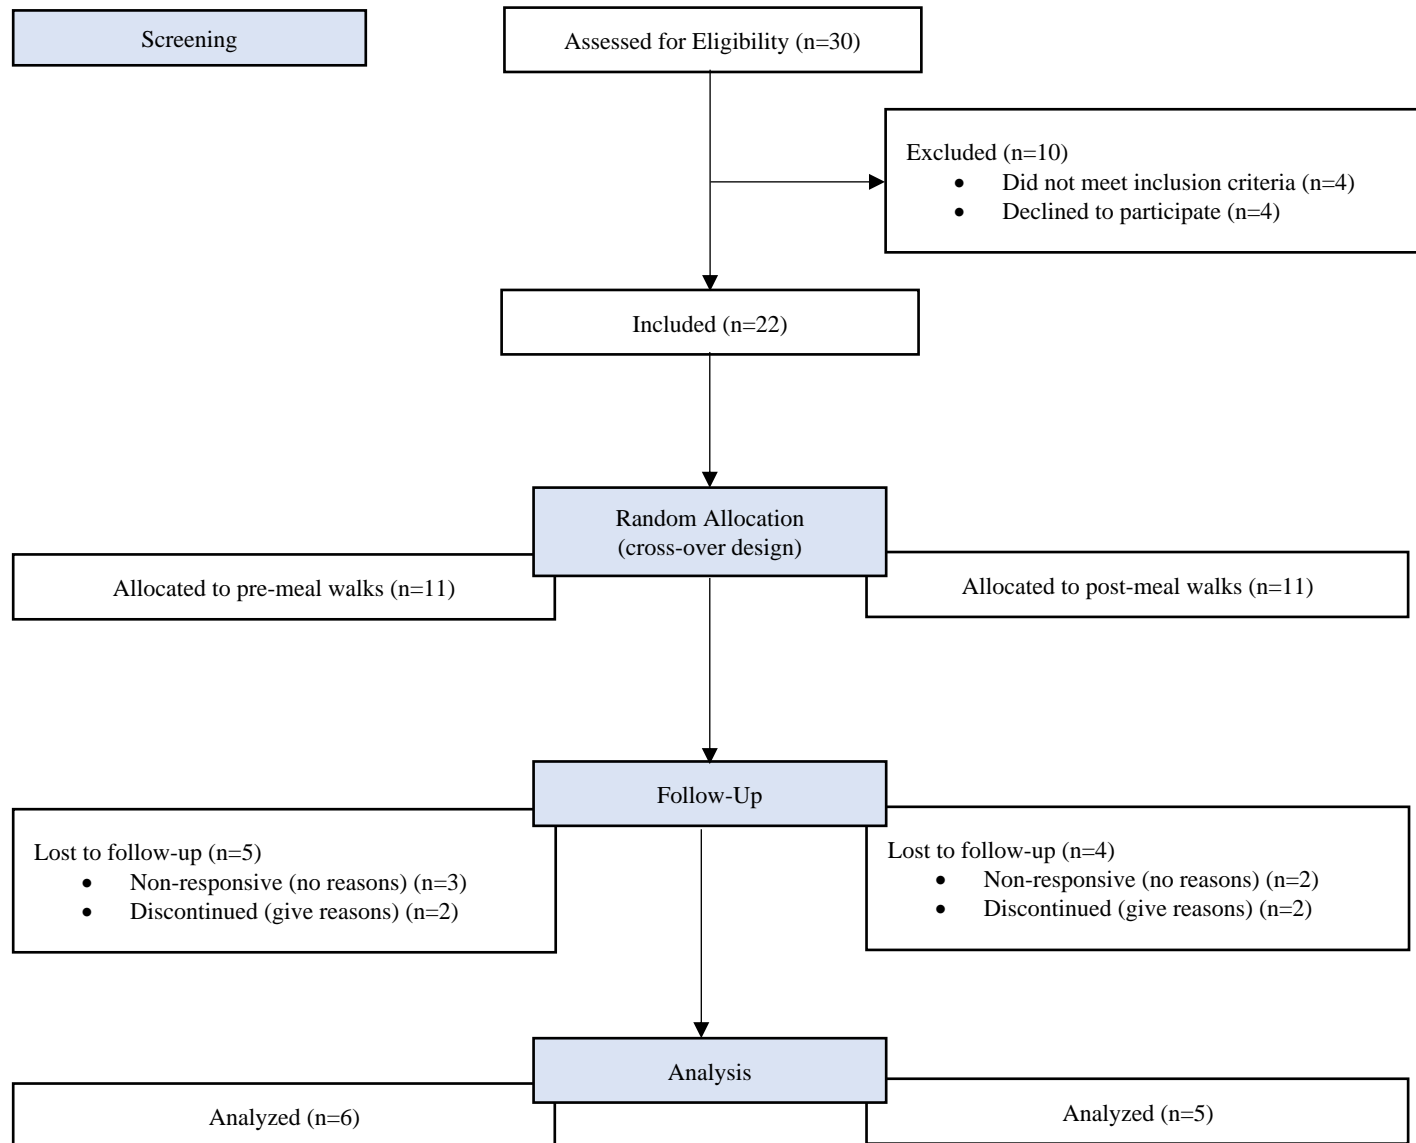 Screening
Assessed for Eligibility (n=30)
Excluded (n=10)
• Did not meet inclusion criteria (n=4)
• Declined to participate (n=4)
Included (n=22)
Random Allocation
(cross-over design)
Allocated to pre-meal walks (n=11)
Allocated to post-meal walks (n=11)
Follow-Up
Lost to follow-up (n=5)
• Non-responsive (no reasons) (n=3)
• Discontinued (give reasons) (n=2)
Lost to follow-up (n=4)
• Non-responsive (no reasons) (n=2)
• Discontinued (give reasons) (n=2)
Analysis
Analyzed (n=6)
Analyzed (n=5)